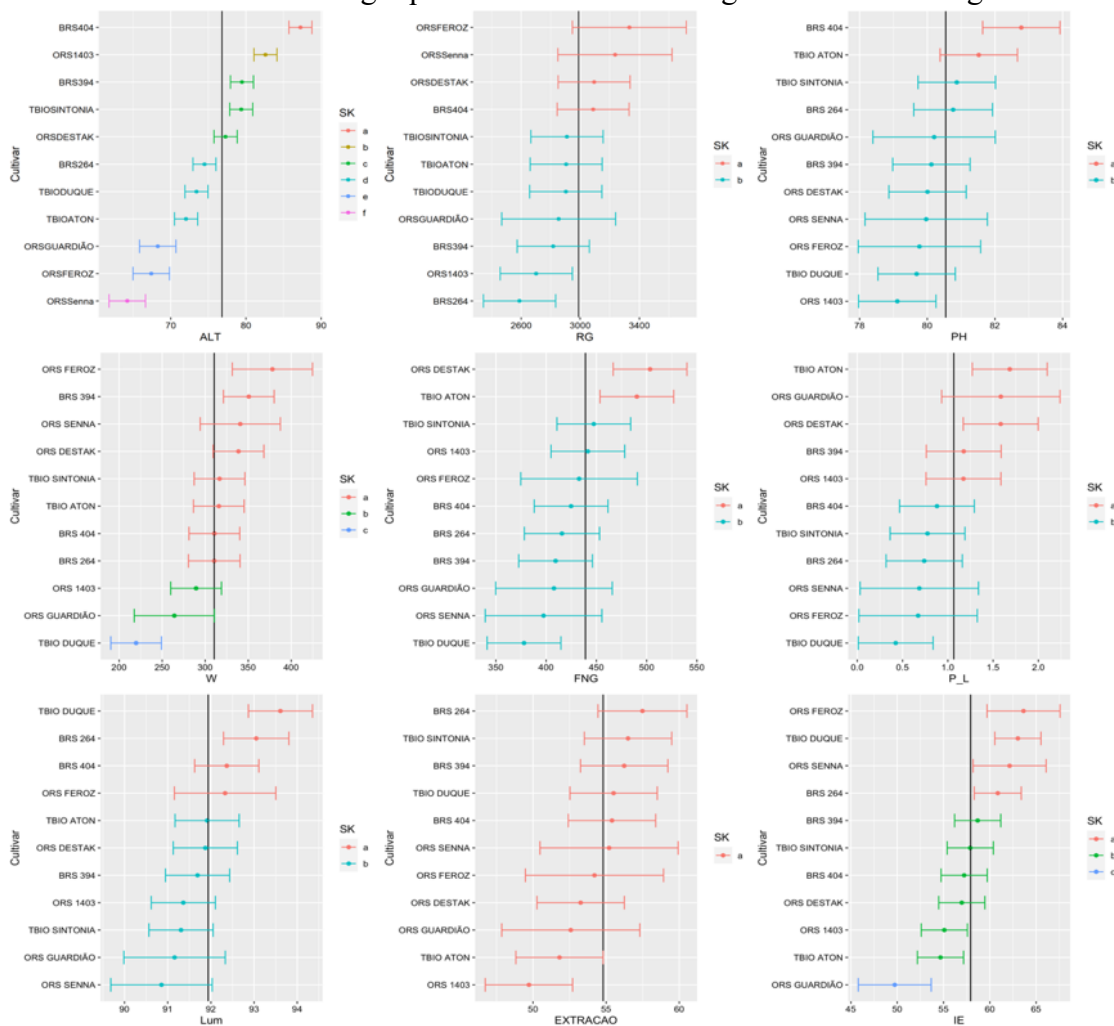 BRS404
ORS1403
BRS394
TBIOSINTONIA
ORSDESTAK
BRS264
TBIODUQUE
TBIOATON
ORSGUARDIÃO
ORSFEROZ
ORSSenna
Cultivar
70 80 90
ALT
SK
a
b
c
d
e
f
ORSFEROZ
ORSSenna
ORSDESTAK
BRS404
TBIOSINTONIA
TBIOATON
TBIODUQUE
ORSGUARDIÃO
BRS394
ORS1403
BRS264
Cultivar
2600 3000 3400
RG
SK
a
b
BRS 404
TBIO ATON
TBIO SINTONIA
BRS 264
ORS GUARDIÃO
BRS 394
ORS DESTAK
ORS SENNA
ORS FEROZ
TBIO DUQUE
ORS 1403
Cultivar
78 80 82 84
PH
SK
a
b
ORS FEROZ
BRS 394
ORS SENNA
ORS DESTAK
TBIO SINTONIA
TBIO ATON
BRS 404
BRS 264
ORS 1403
ORS GUARDIÃO
TBIO DUQUE
Cultivar
200 300 400
W
SK
a
b
c
ORS DESTAK
TBIO ATON
TBIO SINTONIA
ORS 1403
ORS FEROZ
BRS 404
BRS 264
BRS 394
ORS GUARDIÃO
ORS SENNA
TBIO DUQUE
Cultivar
350 400 450 500 550
FNG
SK
a
b
TBIO ATON
ORS GUARDIÃO
ORS DESTAK
BRS 394
ORS 1403
BRS 404
TBIO SINTONIA
BRS 264
ORS SENNA
ORS FEROZ
TBIO DUQUE
Cultivar
0.0 0.5 1.0 1.5 2.0
P_L
SK
a
b
TBIO DUQUE
BRS 264
BRS 404
ORS FEROZ
TBIO ATON
ORS DESTAK
BRS 394
ORS 1403
TBIO SINTONIA
ORS GUARDIÃO
ORS SENNA
Cultivar
90 91 92 93 94
Lum
SK
a
b
BRS 264
TBIO SINTONIA
BRS 394
TBIO DUQUE
BRS 404
ORS SENNA
ORS FEROZ
ORS DESTAK
ORS GUARDIÃO
TBIO ATON
ORS 1403
Cultivar
50 55 60
EXTRACAO
SK
a
ORS FEROZ
TBIO DUQUE
ORS SENNA
BRS 264
BRS 394
TBIO SINTONIA
BRS 404
ORS DESTAK
ORS 1403
TBIO ATON
ORS GUARDIÃO
Cultivar
45 50 55 60 65
IE
SK
a
b
c